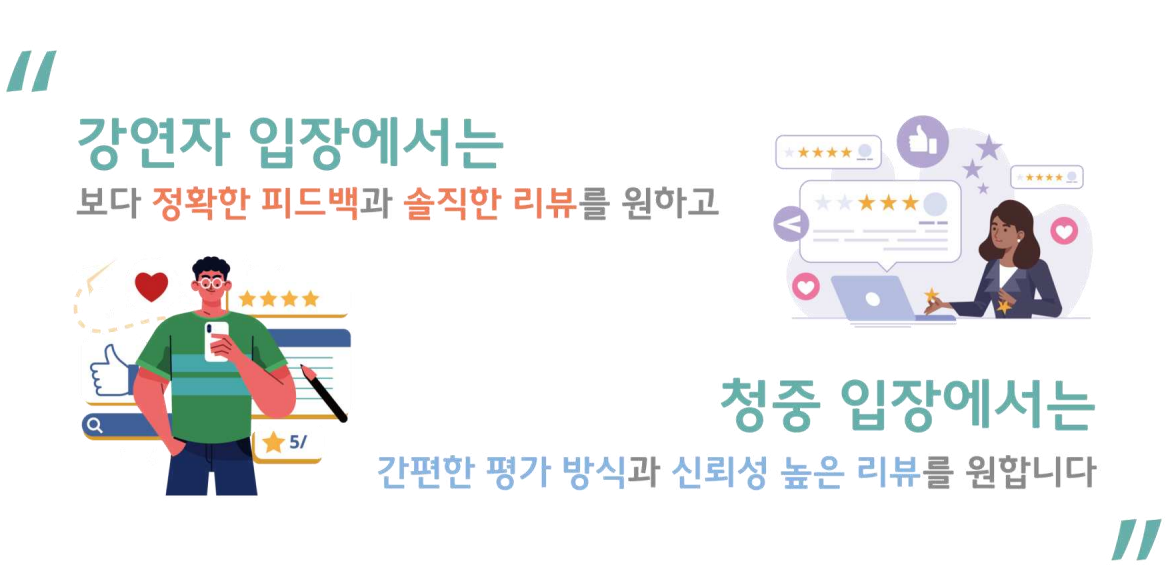 강연자 입장에서는
보다 정확한 피드백과 솔직한 리뷰를 원하고
5/
청중 입장에서는
간편한 평가 방식과 신뢰성 높은 리뷰를 원합니다